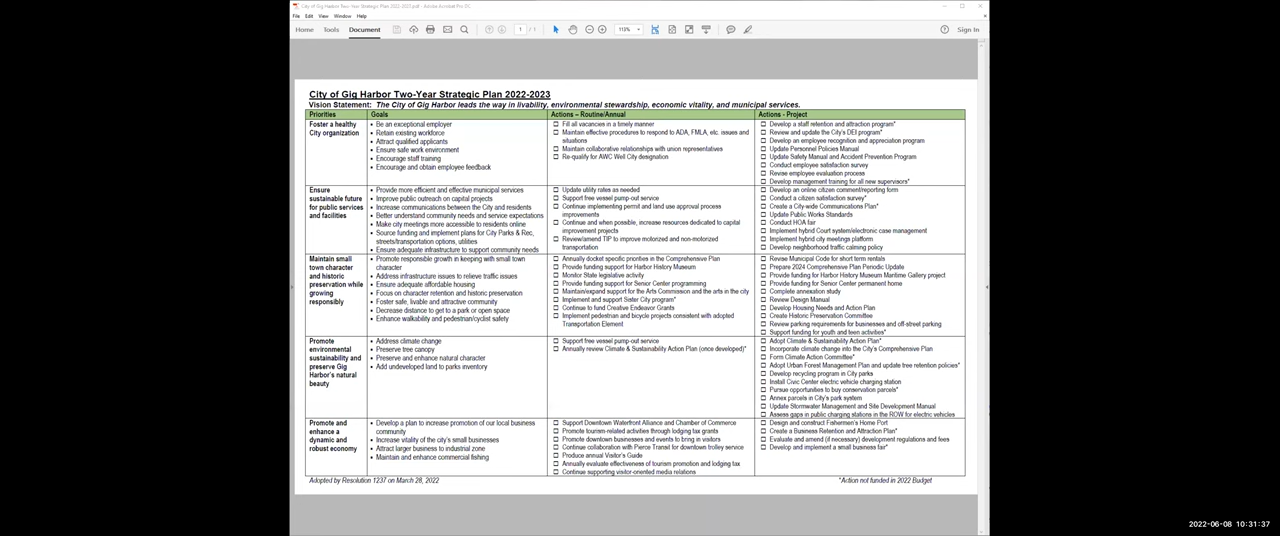 City of Gig Harbor Two-Year Strategic Plan 2022-2023.pdf - Adobe Acrobat Pro DC
File Edit View Window Help
Home Tools Document
1 / 1
115%
Sign In
City of Gig Harbor Two-Year Strategic Plan 2022-2023
Vision Statement: The City of Gig Harbor leads the way in livability, environmental stewardship, economic vitality, and municipal services.
Priorities Goals Actions – Routine/Annual Actions - Project
Foster a healthy
City organization
• Be an exceptional employer
• Retain existing workforce
• Attract qualified applicants
• Ensure safe work environment
• Encourage staff training
• Encourage and obtain employee feedback
☐ Fill all vacancies in a timely manner
☐ Maintain effective procedures to respond to ADA, FMLA, etc. issues and
situations
☐ Maintain collaborative relationships with union representatives
☐ Re-qualify for AWC Well City designation
☐ Develop a staff retention and attraction program*
☐ Review and update the City's DEI program*
☐ Develop an employee recognition and appreciation program
☐ Update Personnel Policies Manual
☐ Update Safety Manual and Accident Prevention Program
☐ Conduct employee satisfaction survey
☐ Revise employee evaluation process
☐ Develop management training for all new supervisors*
Ensure
sustainable future
for public services
and facilities
• Provide more efficient and effective municipal services
• Improve public outreach on capital projects
• Increase communications between the City and residents
• Better understand community needs and service expectations
• Make city meetings more accessible to residents online
• Source funding and implement plans for City Parks & Rec,
streets/transportation options, utilities
• Ensure adequate infrastructure to support community needs
☐ Update utility rates as needed
☐ Support free vessel pump-out service
☐ Continue implementing permit and land use approval process
improvements
☐ Continue and when possible, increase resources dedicated to capital
improvement projects
☐ Review/amend TIP to improve motorized and non-motorized
transportation
☐ Develop an online citizen comment/reporting form
☐ Conduct a citizen satisfaction survey*
☐ Create a City-wide Communications Plan*
☐ Update Public Works Standards
☐ Conduct HOA fair
☐ Implement hybrid Court system/electronic case management
☐ Implement hybrid city meetings platform
☐ Develop neighborhood traffic calming policy
Maintain small
town character
and historic
preservation while
growing
responsibly
• Promote responsible growth in keeping with small town
character
• Address infrastructure issues to relieve traffic issues
• Ensure adequate affordable housing
• Focus on character retention and historic preservation
• Foster safe, livable and attractive community
• Decrease distance to get to a park or open space
• Enhance walkability and pedestrian/cyclist safety
☐ Annually docket specific priorities in the Comprehensive Plan
☐ Provide funding support for Harbor History Museum
☐ Monitor State legislative activity
☐ Provide funding support for Senior Center programming
☐ Maintain/expand support for the Arts Commission and the arts in the city
☐ Implement and support Sister City program*
☐ Continue to fund Creative Endeavor Grants
☐ Implement pedestrian and bicycle projects consistent with adopted
Transportation Element
☐ Revise Municipal Code for short term rentals
☐ Prepare 2024 Comprehensive Plan Periodic Update
☐ Provide funding for Harbor History Museum Maritime Gallery project
☐ Provide funding for Senior Center permanent home
☐ Complete annexation study
☐ Review Design Manual
☐ Develop Housing Needs and Action Plan
☐ Create Historic Preservation Committee
☐ Review parking requirements for businesses and off-street parking
☐ Support funding for youth and teen activities*
Promote
environmental
sustainability and
preserve Gig
Harbor's natural
beauty
• Address climate change
• Preserve tree canopy
• Preserve and enhance natural character
• Add undeveloped land to parks inventory
☐ Support free vessel pump-out service
☐ Annually review Climate & Sustainability Action Plan (once developed)*
☐ Adopt Climate & Sustainability Action Plan*
☐ Incorporate climate change into the City's Comprehensive Plan
☐ Form Climate Action Committee*
☐ Adopt Urban Forest Management Plan and update tree retention policies*
☐ Develop recycling program in City parks
☐ Install Civic Center electric vehicle charging station
☐ Pursue opportunities to buy conservation parcels*
☐ Annex parcels in City's park system
☐ Update Stormwater Management and Site Development Manual
☐ Assess gaps in public charging stations in the ROW for electric vehicles
Promote and
enhance a
dynamic and
robust economy
• Develop a plan to increase promotion of our local business
community
• Increase vitality of the city's small businesses
• Attract larger business to industrial zone
• Maintain and enhance commercial fishing
☐ Support Downtown Waterfront Alliance and Chamber of Commerce
☐ Promote tourism-related activities through lodging tax grants
☐ Promote downtown businesses and events to bring in visitors
☐ Continue collaboration with Pierce Transit for downtown trolley service
☐ Produce annual Visitor's Guide
☐ Annually evaluate effectiveness of tourism promotion and lodging tax
☐ Continue supporting visitor-oriented media relations
☐ Design and construct Fishermen's Home Port
☐ Create a Business Retention and Attraction Plan*
☐ Evaluate and amend (if necessary) development regulations and fees
☐ Develop and implement a small business fair*
Adopted by Resolution 1237 on March 28, 2022 *Action not funded in 2022 Budget
2022-06-08 10:31:37